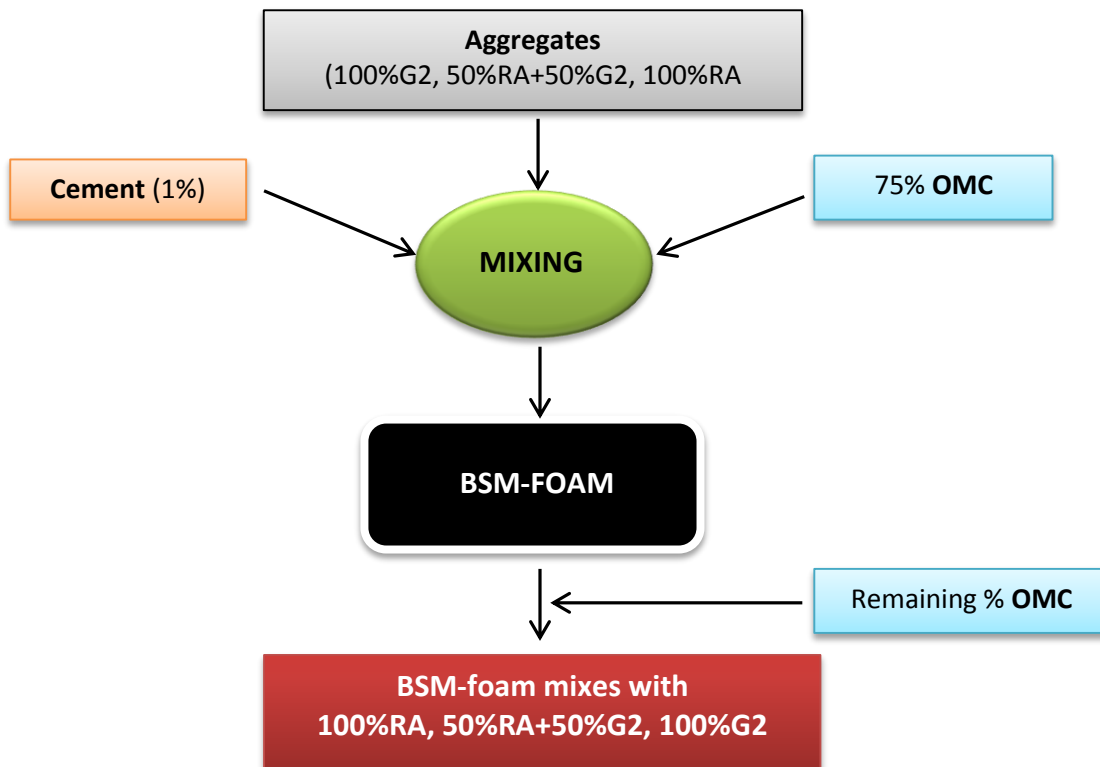 Aggregates
(100%G2, 50%RA+50%G2, 100%RA
Cement (1%)
75% OMC
MIXING
BSM-FOAM
Remaining % OMC
BSM-foam mixes with
100%RA, 50%RA+50%G2, 100%G2